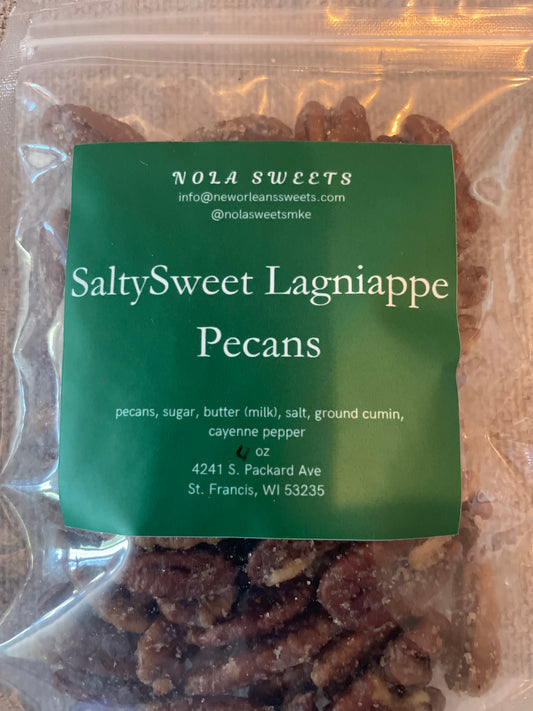 NOLA SWEETS
info@neworleanssweets.com
@nolasweetsmke
SaltySweet Lagniappe
Pecans
pecans, sugar, butter (milk), salt, ground cumin,
cayenne pepper
4 oz
4241 S. Packard Ave
St. Francis, WI 53235